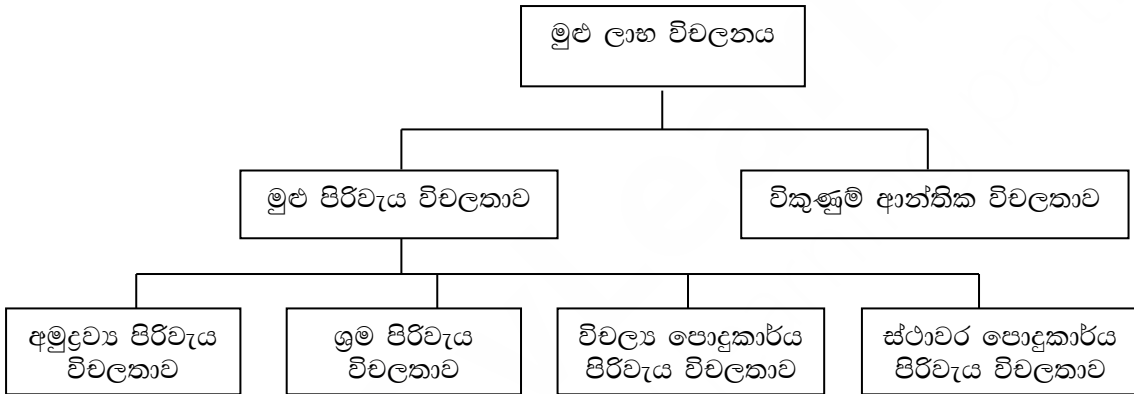 මුළු ලාභ විචලනය
මුළු පිරිවැය විචලතාව
විකුණුම් ආන්තික විචලතාව
අමුද්‍රව්‍ය පිරිවැය
විචලතාව
ශ්‍රම පිරිවැය
විචලතාව
විචල්‍ය පොදුකාර්ය
පිරිවැය විචලතාව
ස්ථාවර පොදුකාර්ය
පිරිවැය විචලතාව